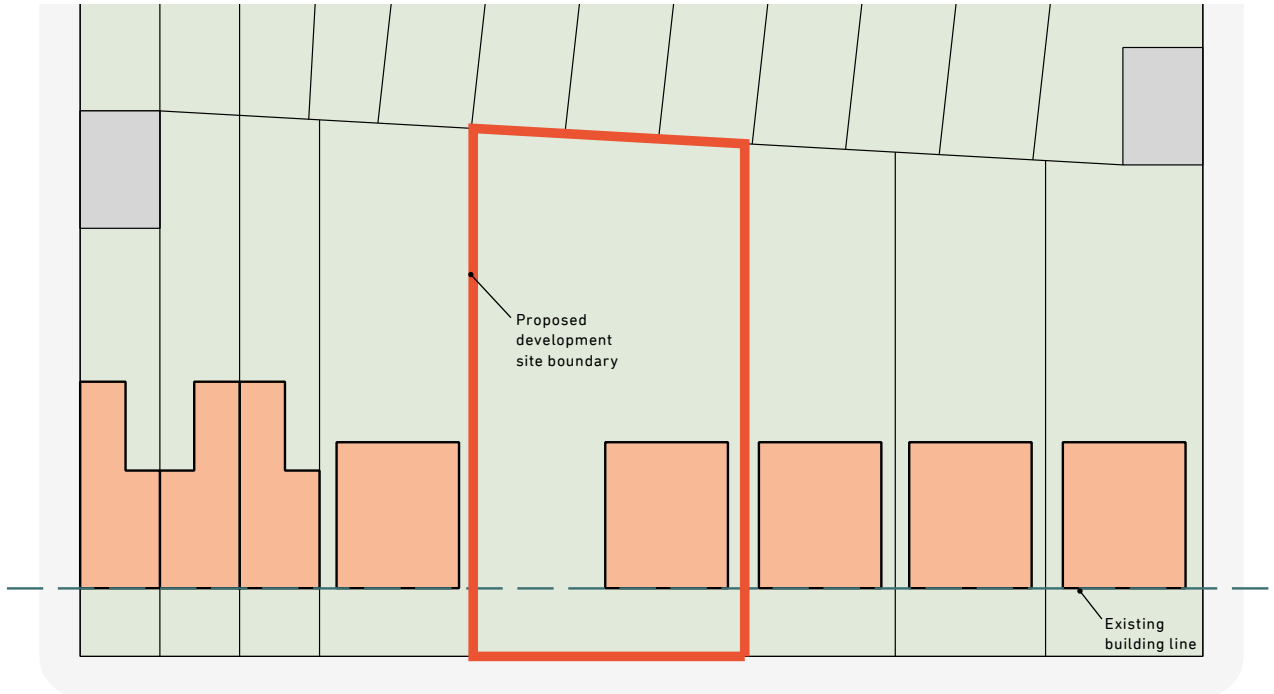 Proposed
development
site boundary
Existing
building line